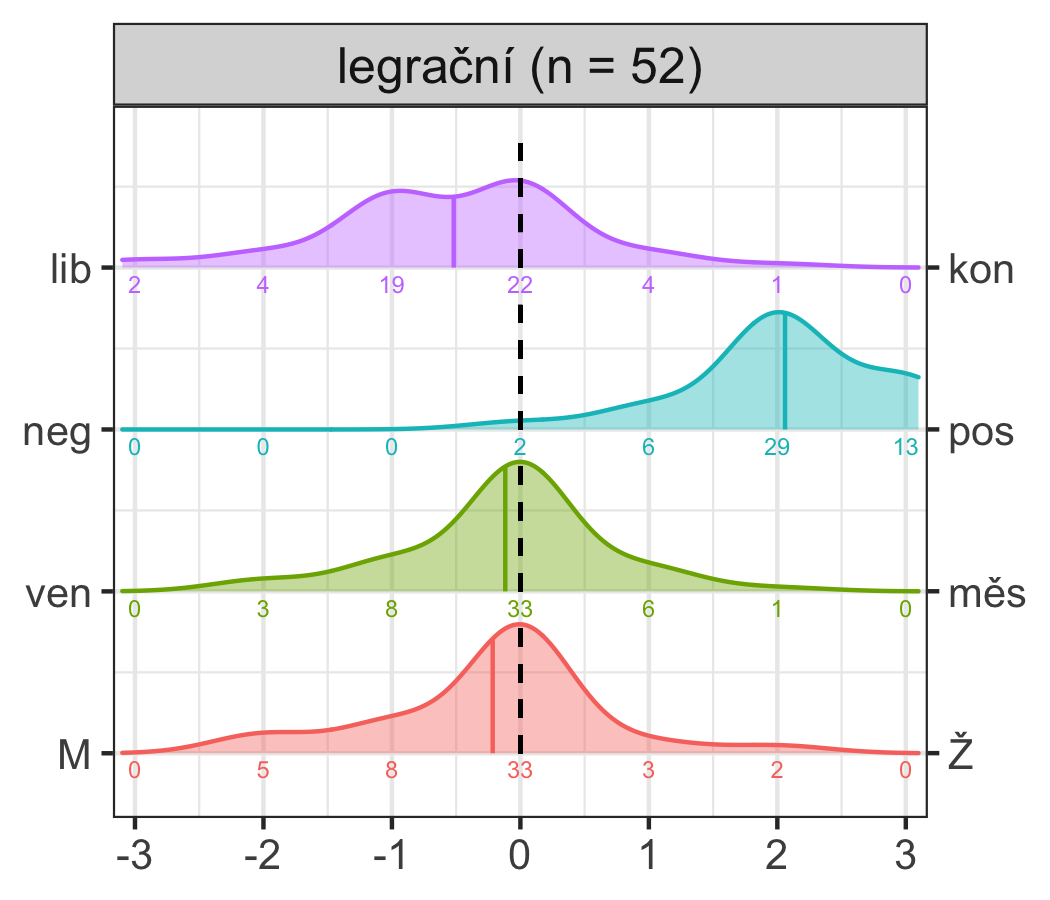 legrační (n = 52)
lib kon
2 4 19 22 4 1 0
neg pos
0 0 0 2 6 29 13
ven měs
0 3 8 33 6 1 0
M Ž
0 5 8 33 3 2 0
-3 -2 -1 0 1 2 3